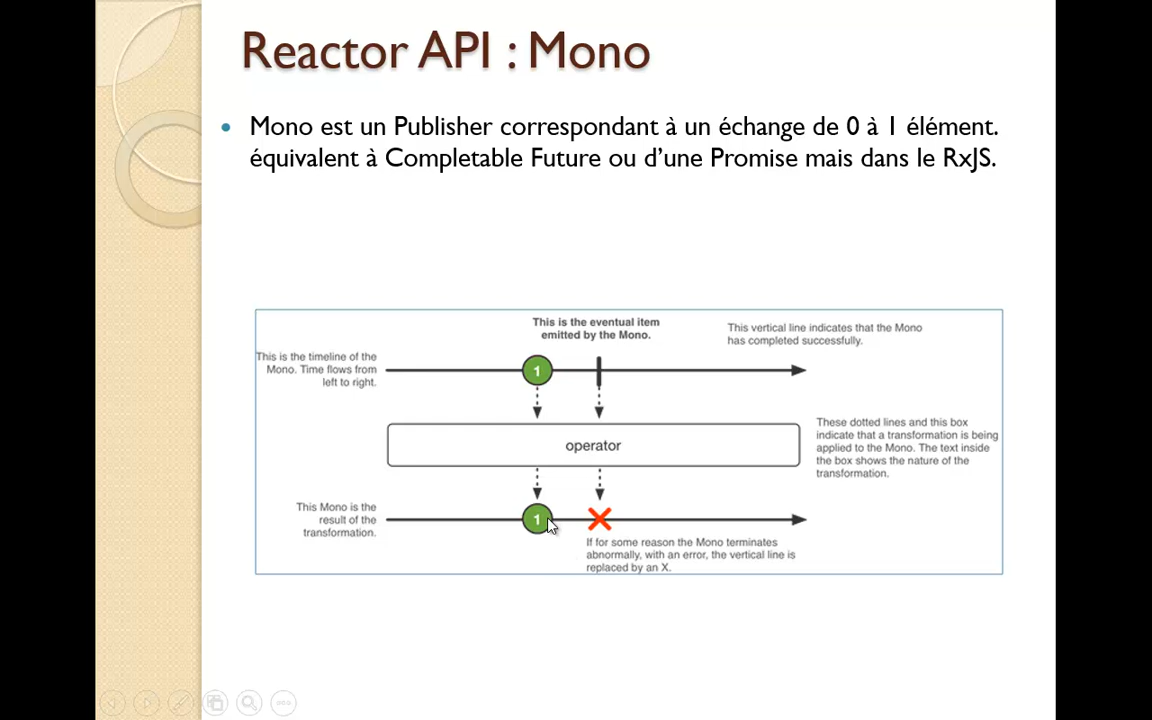 Reactor API : Mono
Mono est un Publisher correspondant à un échange de 0 à 1 élément.
équivalent à Completable Future ou d’une Promise mais dans le RxJS.
This is the eventual item
emitted by the Mono.
This vertical line indicates that the Mono
has completed successfully.
This is the timeline of the
Mono. Time flows from
left to right.
1
These dotted lines and this box
indicate that a transformation is being
applied to the Mono. The text inside
the box shows the nature of the
transformation.
operator
This Mono is the
result of the
transformation.
1
If for some reason the Mono terminates
abnormally, with an error, the vertical line is
replaced by an X.